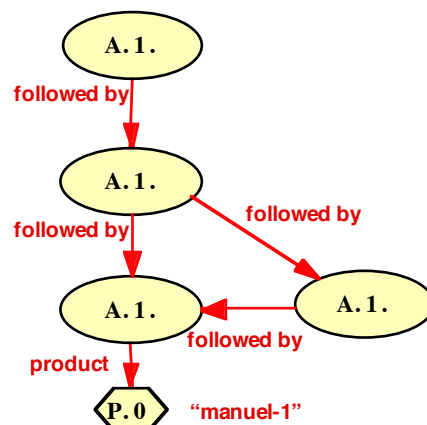 A.1.
followed by
A.1.
followed by
followed by
A.1.
A.1.
followed by
product
P.0 “manuel-1”